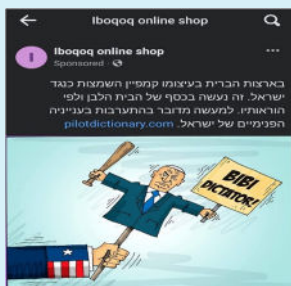 Iboqoq online shop
Iboqoq online shop
Sponsored ·
בארצות הברית בעיצומו קמפיין השמצות כנגד
ישראל. זה נעשה בכסף של הבית הלבן ולפי
הוראותיו. למעשה מדובר בהתערבות בענייניה
הפנימיים של ישראל. pilotdictionary.com
BIBI
DICTATOR!